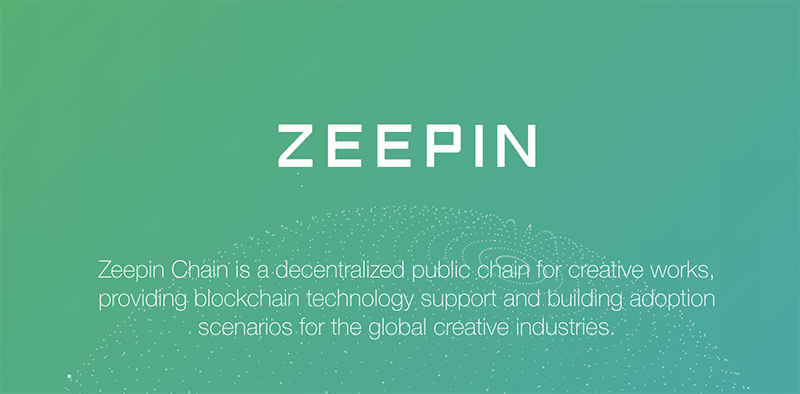 ZEEPIN
Zeepin Chain is a decentralized public chain for creative works,
providing blockchain technology support and building adoption
scenarios for the global creative industries.